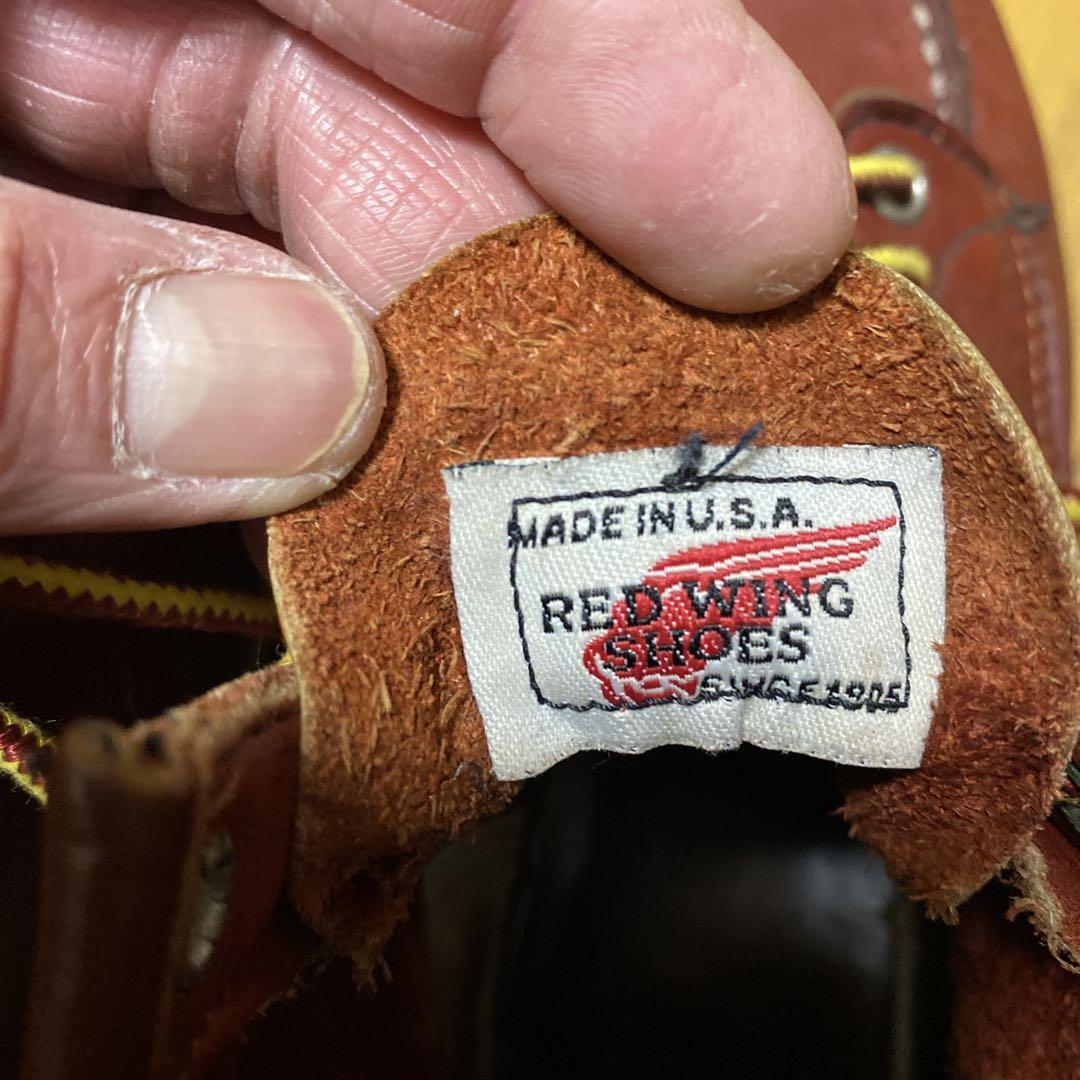 MADE IN U.S.A.
RED WING
SHOES
SINCE 1905